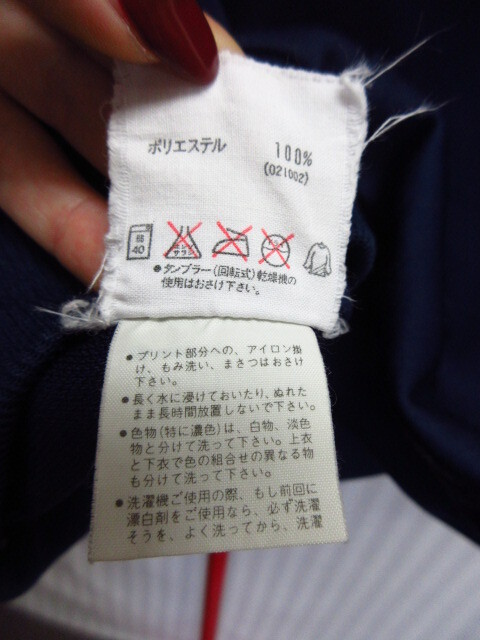 ポリエステル 100%
(021002)
弱
40
エンソ
サラシ
●タンブラー(回転式)乾燥機の
使用はおさけ下さい。
●プリント部分への、アイロン掛
け、もみ洗い、まさつはおさけ
下さい。
●長く水に浸けておいたり、ぬれた
まま長時間放置しないで下さい。
●色物(特に濃色)は、白物、淡色
物と分けて洗って下さい。上衣
と下衣で色の組合せの異なる物
も分けて洗って下さい。
●洗濯機ご使用の際、もし前回に
漂白剤をご使用なら、必ず洗濯
そうを、よく洗ってから、洗濯